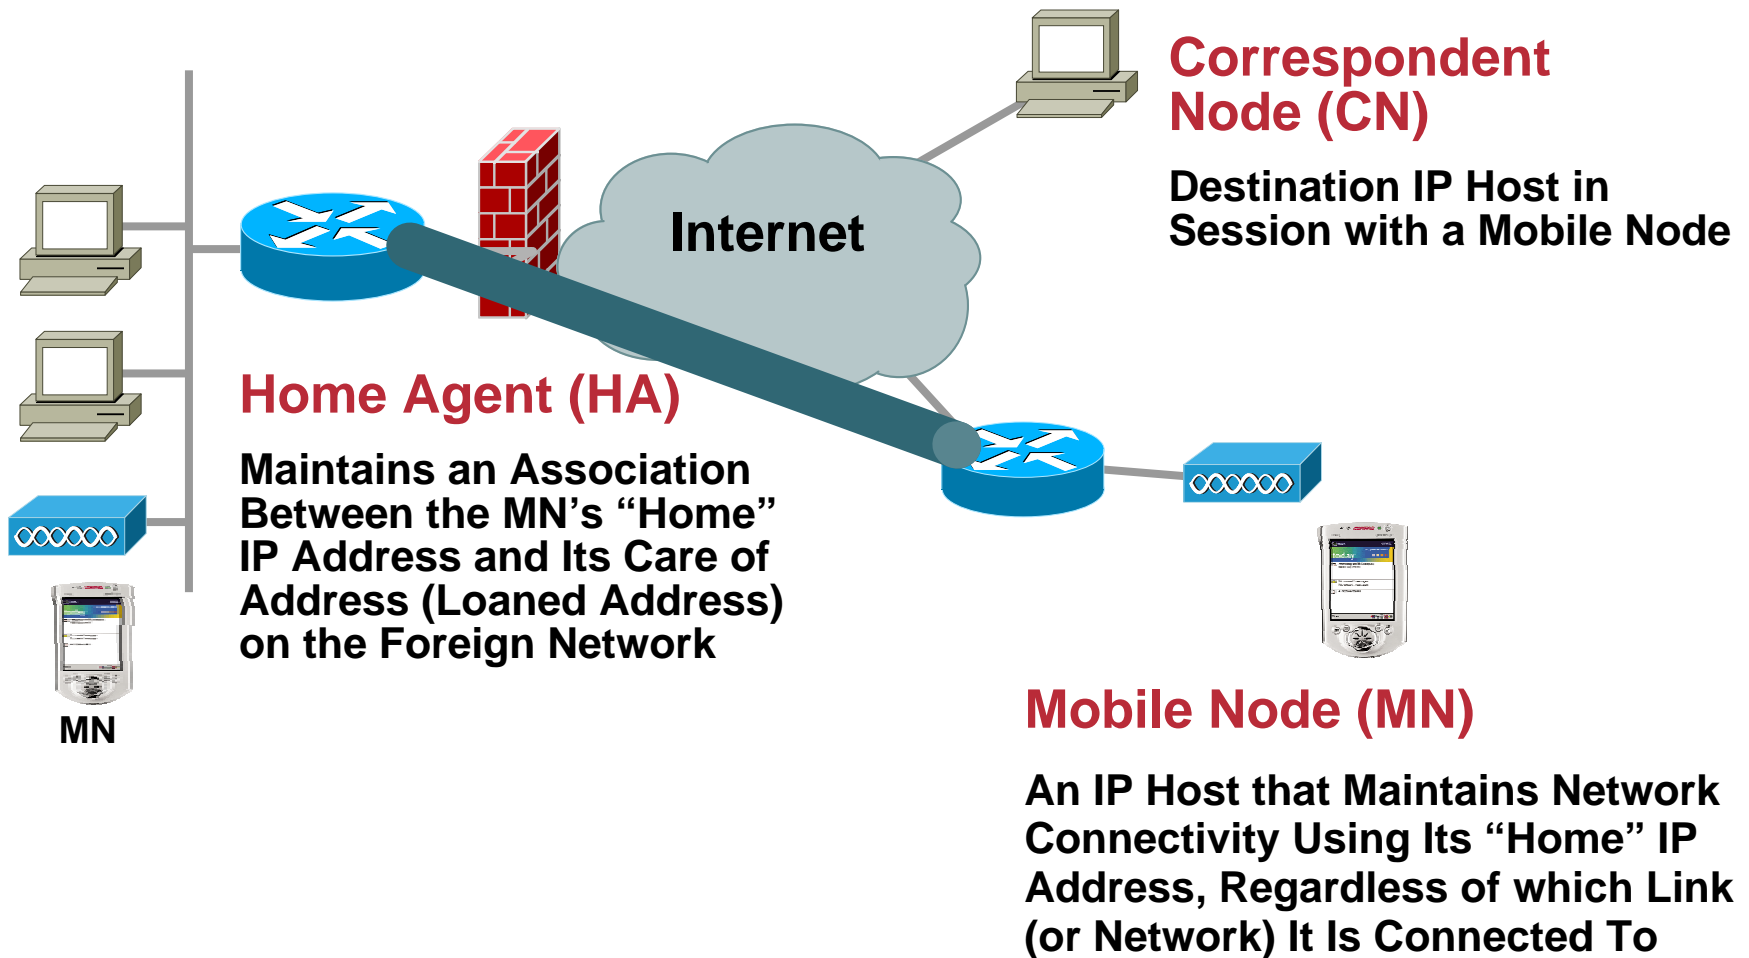 Correspondent
Node (CN)
Destination IP Host in
Session with a Mobile Node
Internet
Home Agent (HA)
Maintains an Association
Between the MN’s “Home”
IP Address and Its Care of
Address (Loaned Address)
on the Foreign Network
MN
Mobile Node (MN)
An IP Host that Maintains Network
Connectivity Using Its “Home” IP
Address, Regardless of which Link
(or Network) It Is Connected To